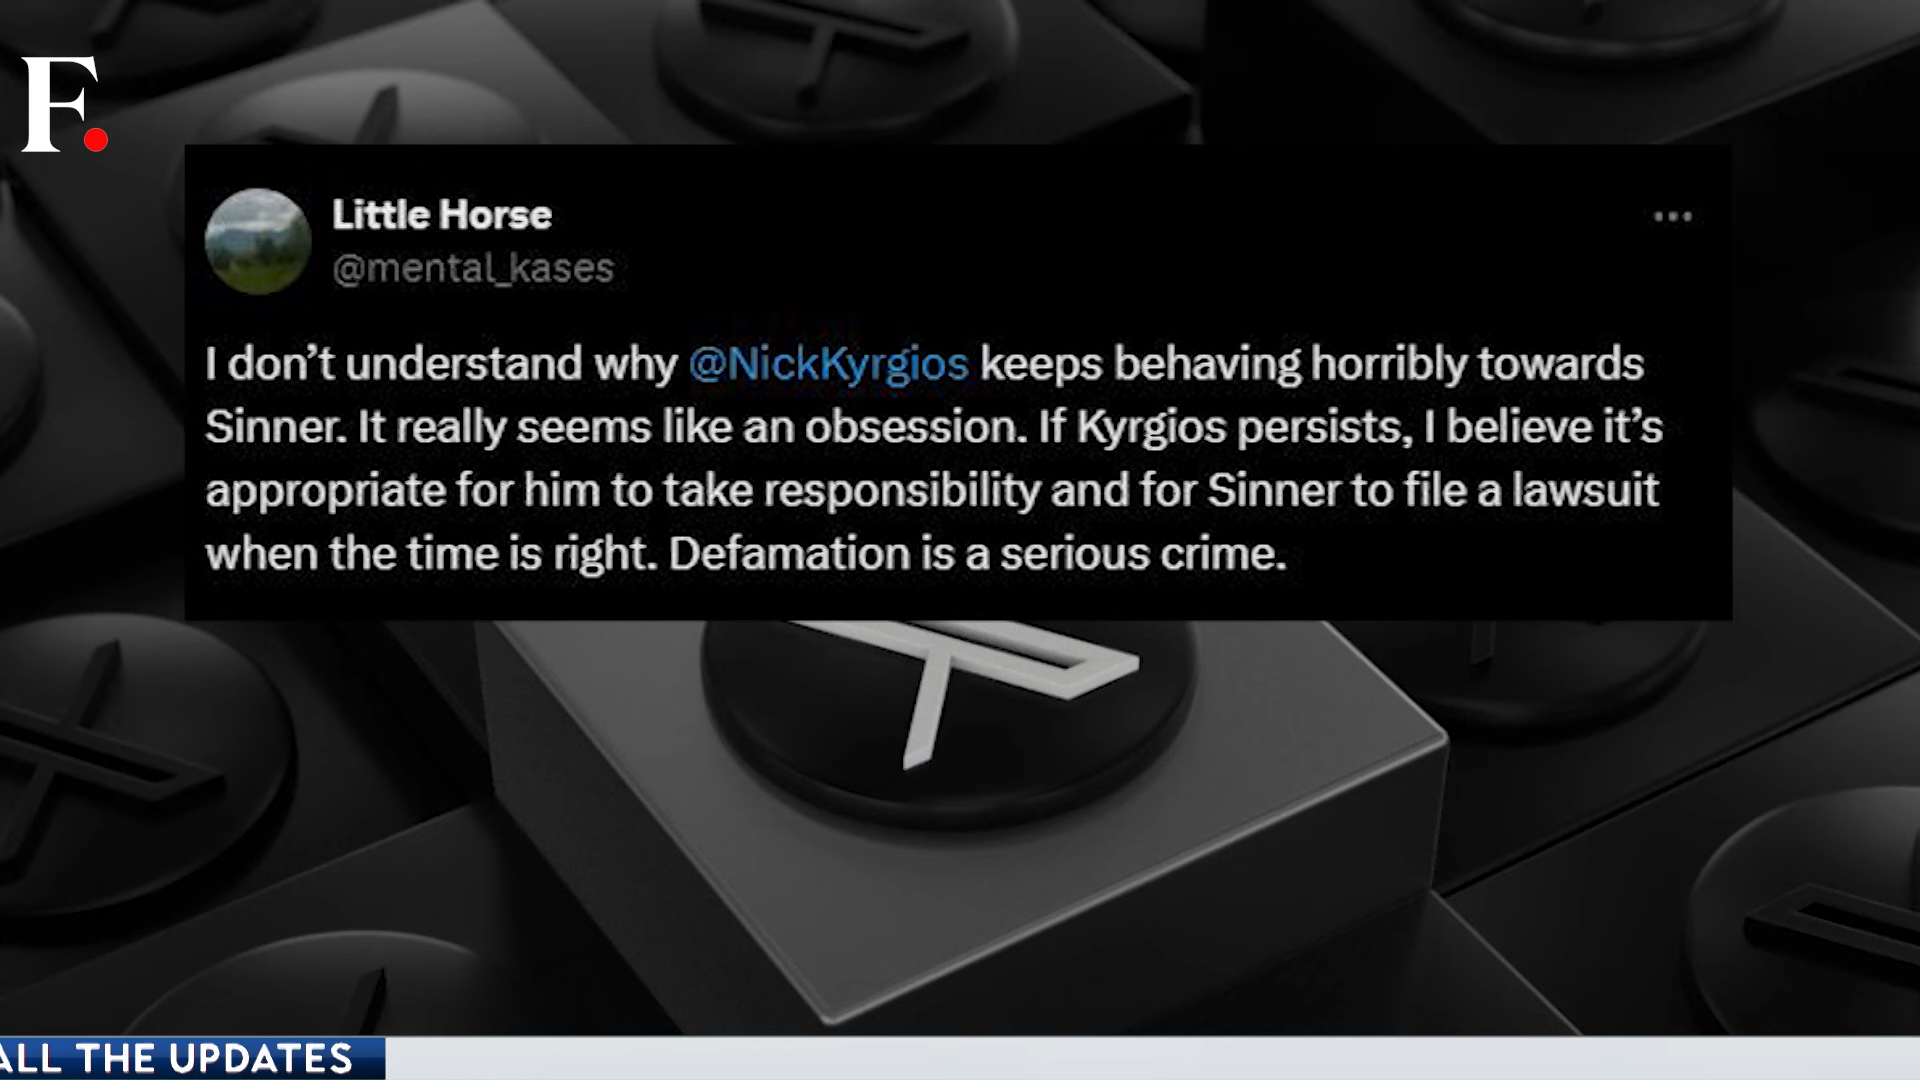 F.
Little Horse
@mental_kases
I don’t understand why @NickKyrgios keeps behaving horribly towards
Sinner. It really seems like an obsession. If Kyrgios persists, I believe it’s
appropriate for him to take responsibility and for Sinner to file a lawsuit
when the time is right. Defamation is a serious crime.
ALL THE UPDATES